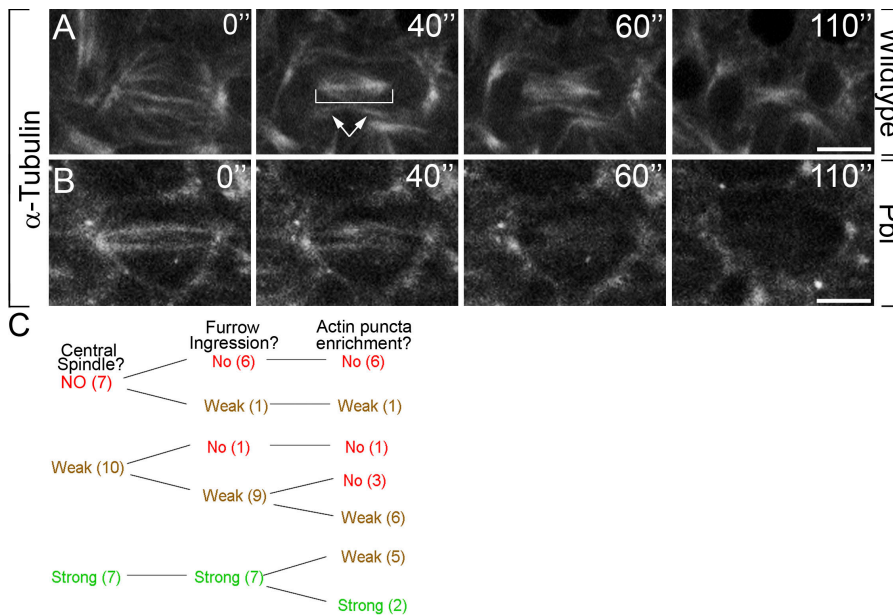 α-Tubulin
A
0’’
40’’
60’’
110’’
Wildtype
B
0’’
40’’
60’’
110’’
Pbl
C
Central
Spindle?
Furrow
Ingression?
Actin puncta
enrichment?
NO (7)
No (6)
No (6)
Weak (1)
Weak (1)
Weak (10)
No (1)
No (1)
Weak (9)
No (3)
Weak (6)
Strong (7)
Strong (7)
Weak (5)
Strong (2)